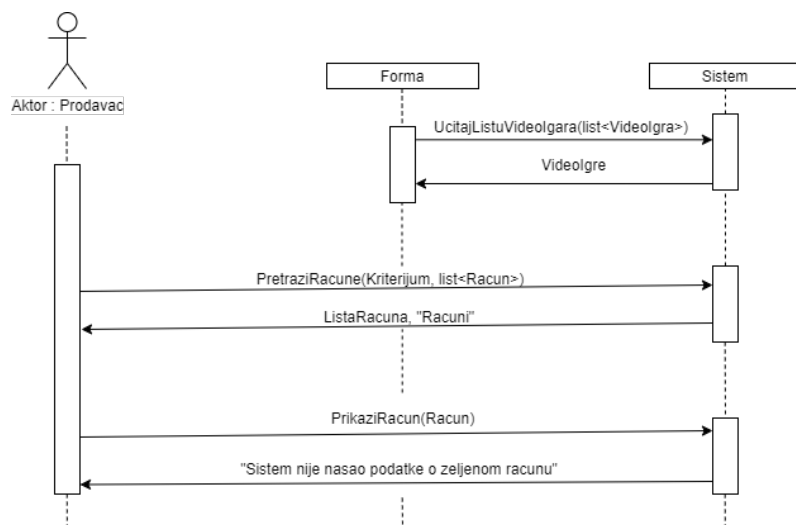 Forma
Sistem
Aktor : Prodavac
UcitajListuVideoIgara(list<VideoIgra>)
VideoIgre
PretraziRacune(Kriterijum, list<Racun>)
ListaRacuna, "Racuni"
PrikaziRacun(Racun)
"Sistem nije nasao podatke o zeljenom racunu"